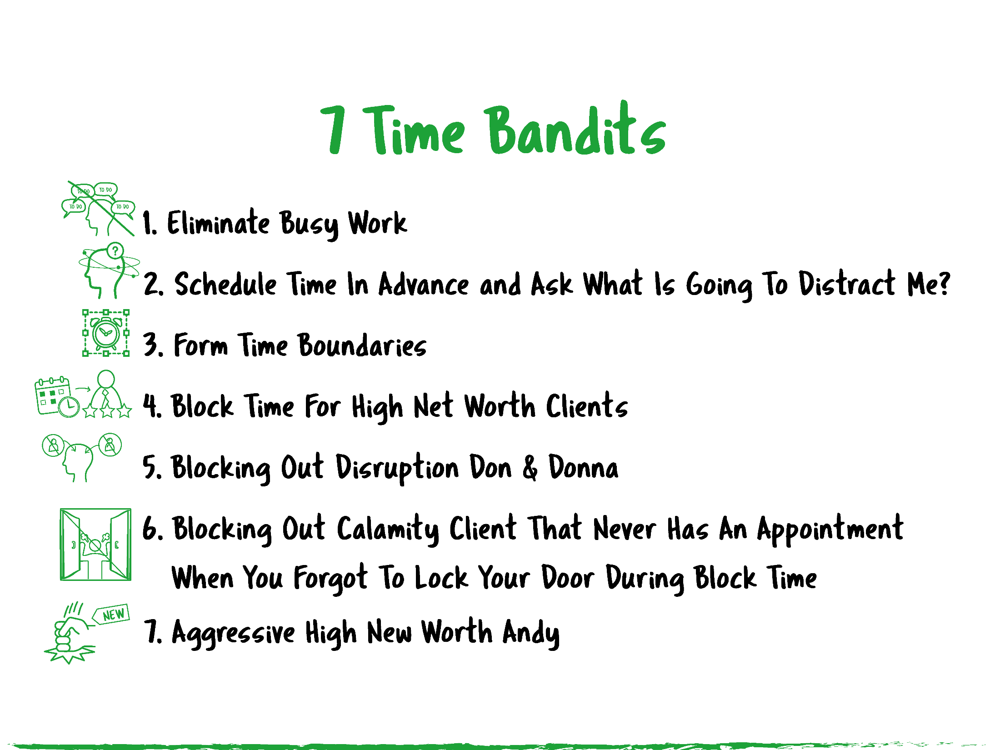 7 Time Bandits
TO DO TO DO
TO DO TO DO
1. Eliminate Busy Work
?
2. Schedule Time In Advance and Ask What Is Going To Distract Me?
3. Form Time Boundaries
4. Block Time For High Net Worth Clients
5. Blocking Out Disruption Don & Donna
6. Blocking Out Calamity Client That Never Has An Appointment
When You Forgot To Lock Your Door During Block Time
NEW
7. Aggressive High New Worth Andy